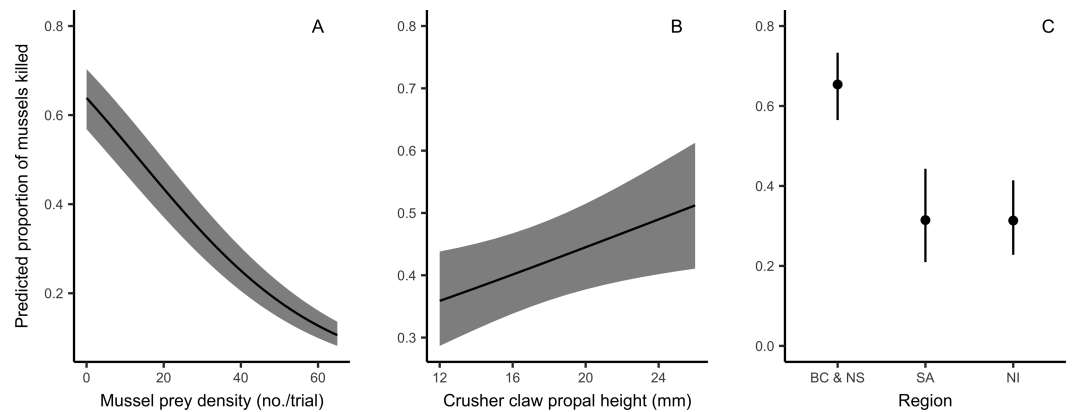 A
B
C
Predicted proportion of mussels killed
0.8
0.6
0.4
0.2
0 20 40 60
Mussel prey density (no./trial)
0.8
0.7
0.6
0.5
0.4
0.3
12 16 20 24
Crusher claw propal height (mm)
0.8
0.6
0.4
0.2
0.0
BC & NS SA NI
Region